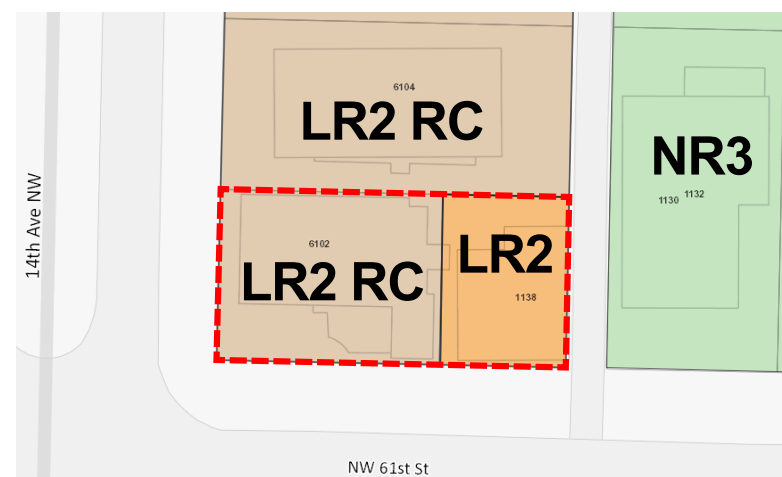 6104
LR2 RC
NR3
1130 1132
14th Ave NW
6102
LR2 RC
LR2
1138
NW 61st St